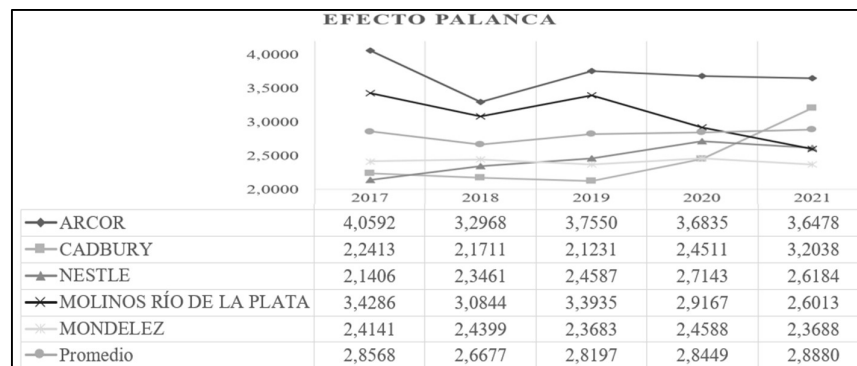 EFECTO PALANCA
4,0000
3,5000
3,0000
2,5000
2,0000
2017 2018 2019 2020 2021
ARCOR 4,0592 3,2968 3,7550 3,6835 3,6478
CADBURY 2,2413 2,1711 2,1231 2,4511 3,2038
NESTLE 2,1406 2,3461 2,4587 2,7143 2,6184
MOLINOS RÍO DE LA PLATA 3,4286 3,0844 3,3935 2,9167 2,6013
MONDELEZ 2,4141 2,4399 2,3683 2,4588 2,3688
Promedio 2,8568 2,6677 2,8197 2,8449 2,8880